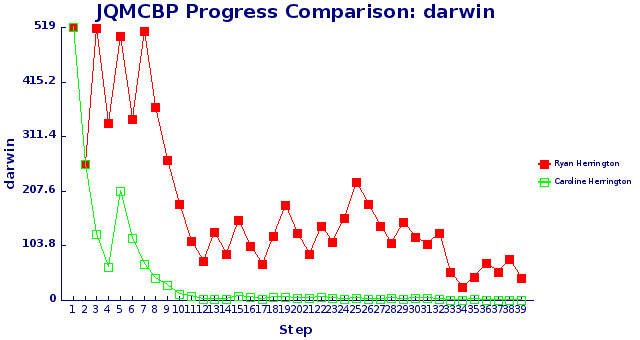 JQMCBP Progress Comparison: darwin
519
415.2
311.4
207.6
103.8
0
darwin
1 2 3 4 5 6 7 8 9 10 11 12 13 14 15 16 17 18 19 20 21 22 23 24 25 26 27 28 29 30 31 32 33 34 35 36 37 38 39
Step
Ryan Herrington
Caroline Herrington